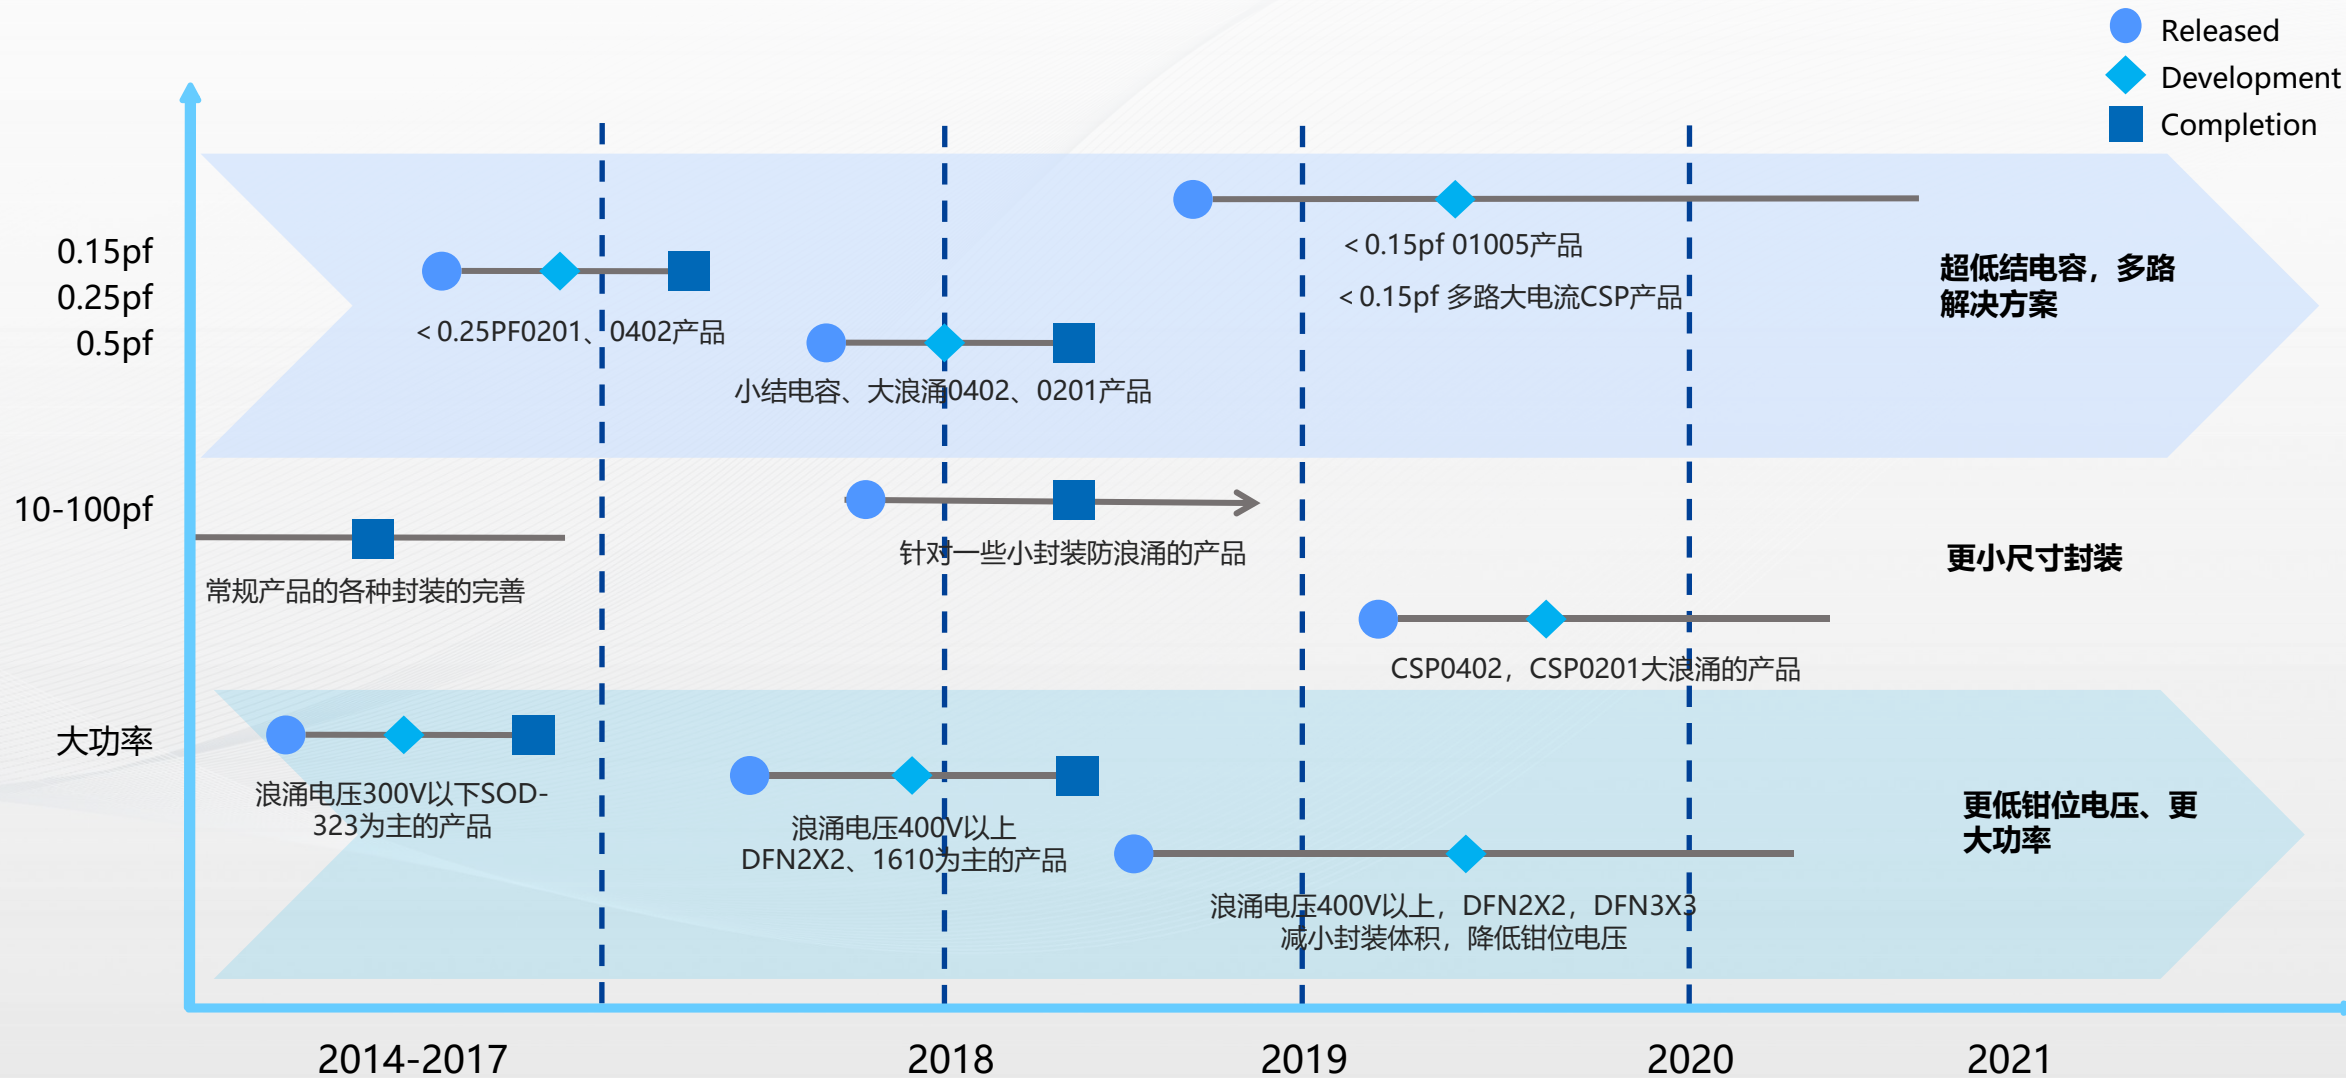 Released
Development
Completion
0.15pf
0.25pf
0.5pf
＜0.25PF0201、0402产品
小结电容、大浪涌0402、0201产品
＜0.15pf 01005产品
＜0.15pf 多路大电流CSP产品
超低结电容，多路
解决方案
10-100pf
常规产品的各种封装的完善
针对一些小封装防浪涌的产品
CSP0402，CSP0201大浪涌的产品
更小尺寸封装
大功率
浪涌电压300V以下SOD-
323为主的产品
浪涌电压400V以上
DFN2X2、1610为主的产品
浪涌电压400V以上，DFN2X2，DFN3X3
减小封装体积，降低钳位电压
更低钳位电压、更
大功率
2014-2017
2018
2019
2020
2021